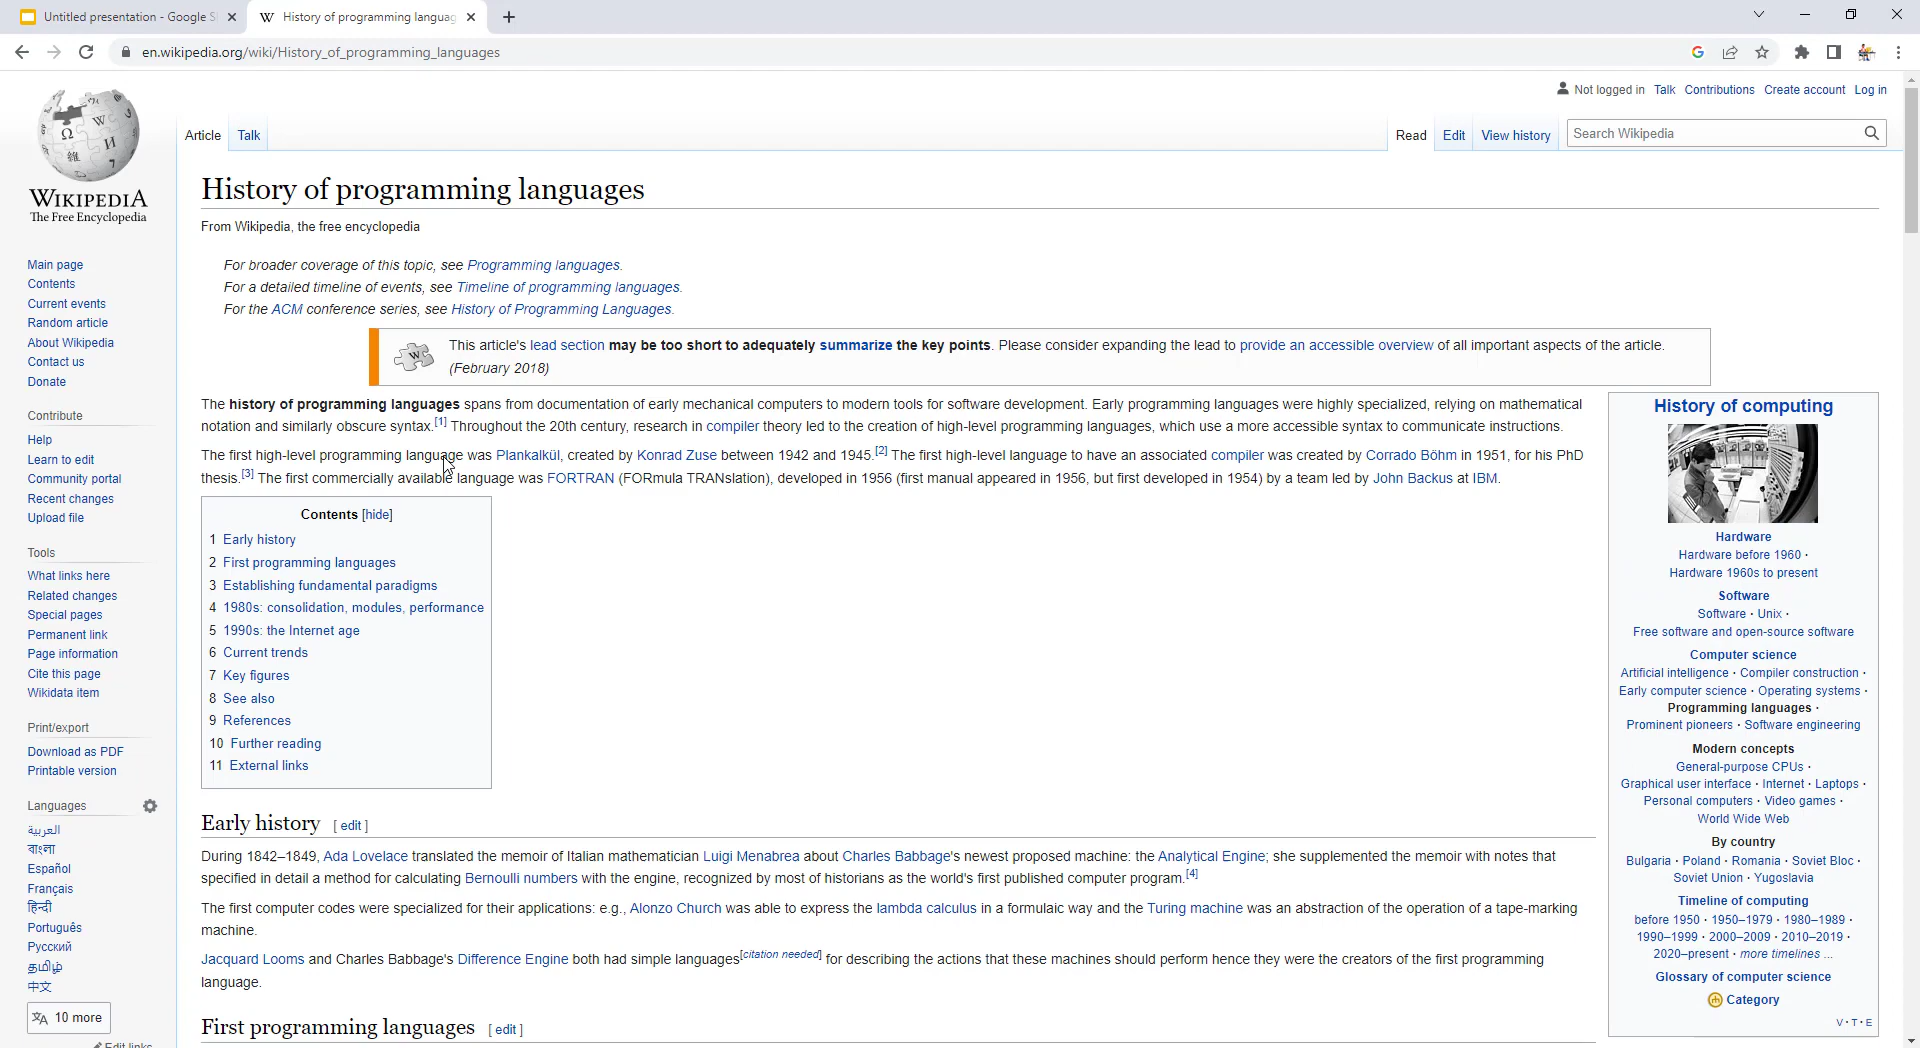 Untitled presentation - Google S
History of programming languag
en.wikipedia.org/wiki/History_of_programming_languages
Not logged in Talk Contributions Create account Log in
WIKIPEDIA
The Free Encyclopedia
Article Talk Read Edit View history Search Wikipedia
History of programming languages
From Wikipedia, the free encyclopedia
Main page
Contents
Current events
Random article
About Wikipedia
Contact us
Donate
Contribute
Help
Learn to edit
Community portal
Recent changes
Upload file
Tools
What links here
Related changes
Special pages
Permanent link
Page information
Cite this page
Wikidata item
Print/export
Download as PDF
Printable version
Languages
العربية
বাংলা
Español
Français
हिन्दी
Português
Русский
தமிழ்
中文
10 more
Edit links
For broader coverage of this topic, see Programming languages.
For a detailed timeline of events, see Timeline of programming languages.
For the ACM conference series, see History of Programming Languages.
This article's lead section may be too short to adequately summarize the key points. Please consider expanding the lead to provide an accessible overview of all important aspects of the article.
(February 2018)
The history of programming languages spans from documentation of early mechanical computers to modern tools for software development. Early programming languages were highly specialized, relying on mathematical
notation and similarly obscure syntax.[1] Throughout the 20th century, research in compiler theory led to the creation of high-level programming languages, which use a more accessible syntax to communicate instructions.
The first high-level programming language was Plankalkül, created by Konrad Zuse between 1942 and 1945.[2] The first high-level language to have an associated compiler was created by Corrado Böhm in 1951, for his PhD
thesis.[3] The first commercially available language was FORTRAN (FORmula TRANslation), developed in 1956 (first manual appeared in 1956, but first developed in 1954) by a team led by John Backus at IBM.
Contents [hide]
1 Early history
2 First programming languages
3 Establishing fundamental paradigms
4 1980s: consolidation, modules, performance
5 1990s: the Internet age
6 Current trends
7 Key figures
8 See also
9 References
10 Further reading
11 External links
Early history [ edit ]
During 1842–1849, Ada Lovelace translated the memoir of Italian mathematician Luigi Menabrea about Charles Babbage's newest proposed machine: the Analytical Engine; she supplemented the memoir with notes that
specified in detail a method for calculating Bernoulli numbers with the engine, recognized by most of historians as the world's first published computer program.[4]
The first computer codes were specialized for their applications: e.g., Alonzo Church was able to express the lambda calculus in a formulaic way and the Turing machine was an abstraction of the operation of a tape-marking
machine.
Jacquard Looms and Charles Babbage's Difference Engine both had simple languages[citation needed] for describing the actions that these machines should perform hence they were the creators of the first programming
language.
First programming languages [ edit ]
History of computing
Hardware
Hardware before 1960 ·
Hardware 1960s to present
Software
Software · Unix ·
Free software and open-source software
Computer science
Artificial intelligence · Compiler construction ·
Early computer science · Operating systems ·
Programming languages ·
Prominent pioneers · Software engineering
Modern concepts
General-purpose CPUs ·
Graphical user interface · Internet · Laptops ·
Personal computers · Video games ·
World Wide Web
By country
Bulgaria · Poland · Romania · Soviet Bloc ·
Soviet Union · Yugoslavia
Timeline of computing
before 1950 · 1950–1979 · 1980–1989 ·
1990–1999 · 2000–2009 · 2010–2019 ·
2020–present · more timelines ...
Glossary of computer science
Category
V · T · E